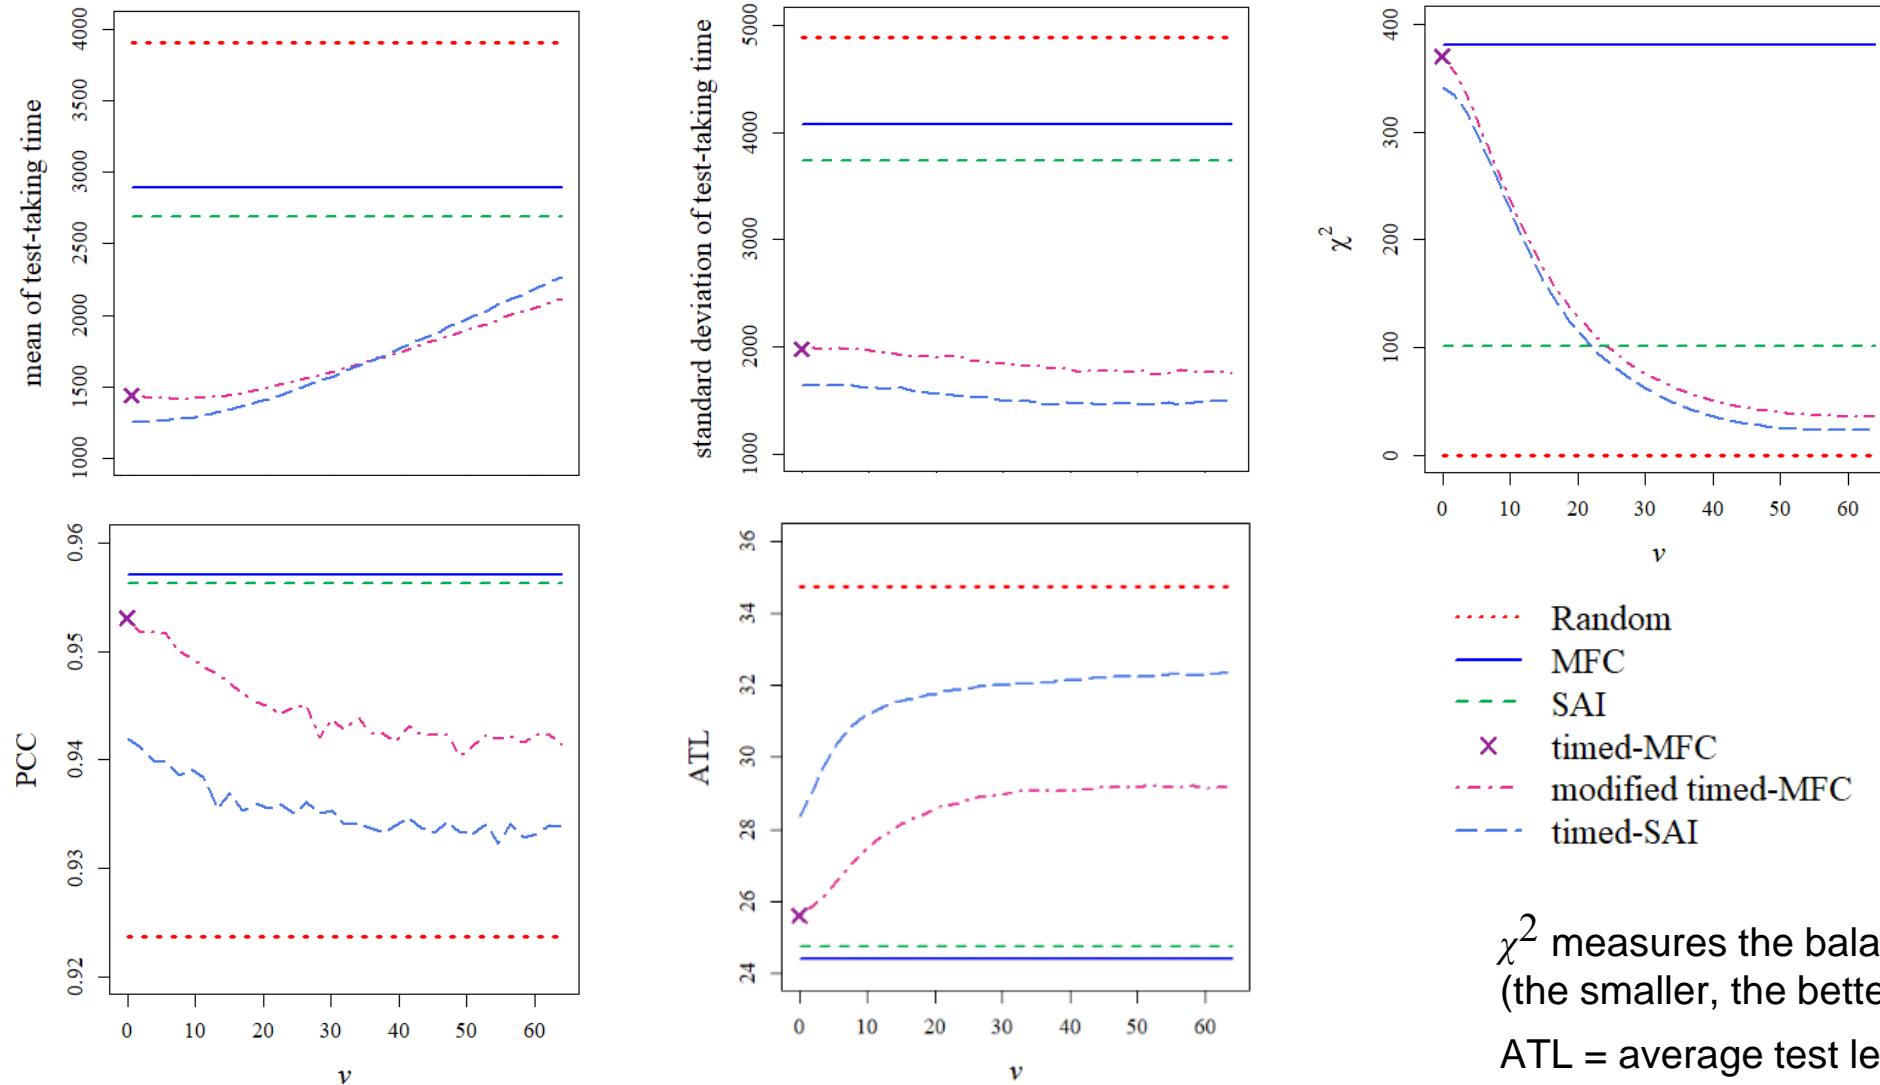 mean of test-taking time
4000
3500
3000
2500
2000
1500
1000
standard deviation of test-taking time
5000
4000
3000
2000
1000
χ²
400
300
200
100
0
0 10 20 30 40 50 60
v
PCC
0.96
0.95
0.94
0.93
0.92
0 10 20 30 40 50 60
v
ATL
36
34
32
30
28
26
24
0 10 20 30 40 50 60
v
Random
MFC
SAI
timed-MFC
modified timed-MFC
timed-SAI
χ² measures the
(the smaller, the
ATL = average test